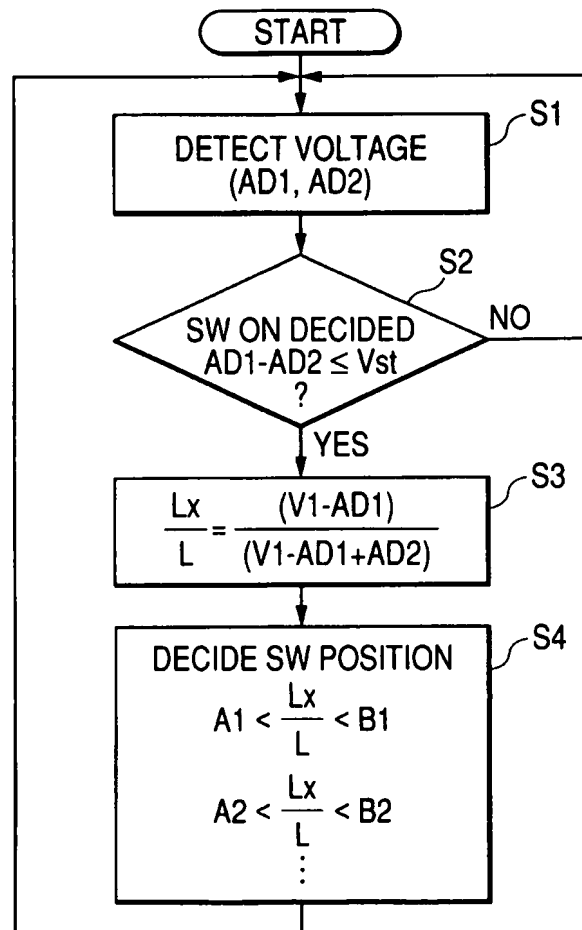 START
S1
DETECT VOLTAGE
(AD1, AD2)
S2
SW ON DECIDED
AD1-AD2 ≤ Vst
?
NO
YES
S3
Lx/L = (V1-AD1)/(V1-AD1+AD2)
S4
DECIDE SW POSITION
A1 < Lx/L < B1
A2 < Lx/L < B2
⋮